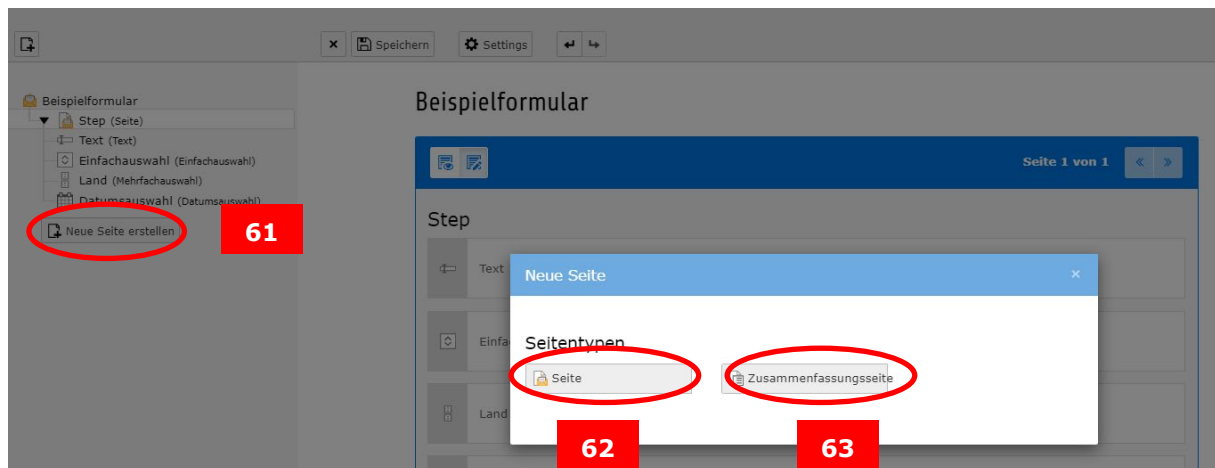 Speichern
Settings
Beispielformular
Step (Seite)
Text (Text)
Einfachauswahl (Einfachauswahl)
Land (Mehrfachauswahl)
Datumsauswahl (Datumsauswahl)
Neue Seite erstellen
61
Beispielformular
Seite 1 von 1
Step
Text
Neue Seite
Einfa
Seitentypen
Seite
Zusammenfassungsseite
Land
62
63